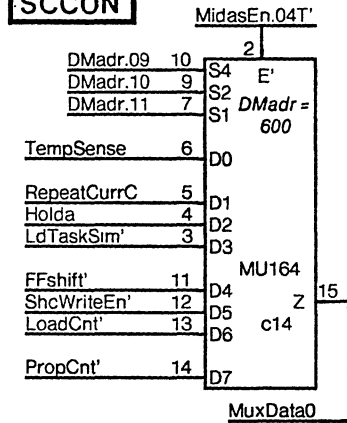 SCCON
MidasEn.04T'
2
DMadr.09 10 S4 E'
DMadr.10 9 S2 DMadr =
DMadr.11 7 S1 600
TempSense 6 D0
RepeatCurrC 5 D1
Holda 4 D2
LdTaskSim' 3 D3
MU164
FFshift' 11 D4 Z 15
ShcWriteEn' 12 D5 c14
LoadCnt' 13 D6
PropCnt' 14 D7
MuxData0